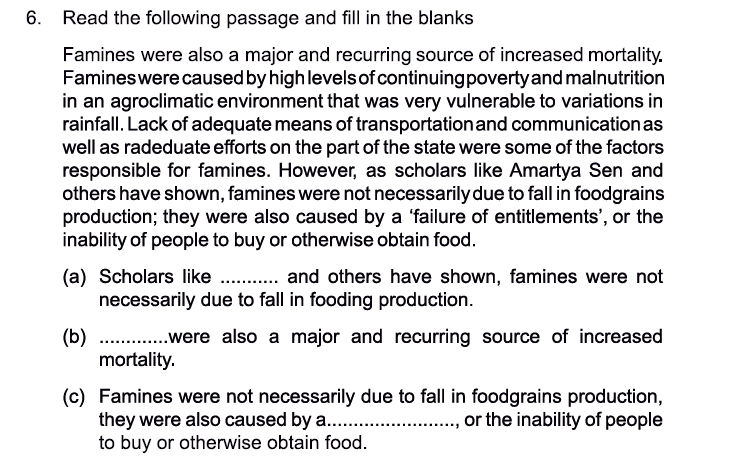 6. Read the following passage and fill in the blanks
Famines were also a major and recurring source of increased mortality.
Famines were caused by high levels of continuing poverty and malnutrition
in an agroclimatic environment that was very vulnerable to variations in
rainfall. Lack of adequate means of transportation and communication as
well as radeduate efforts on the part of the state were some of the factors
responsible for famines. However, as scholars like Amartya Sen and
others have shown, famines were not necessarily due to fall in foodgrains
production; they were also caused by a ‘failure of entitlements’, or the
inability of people to buy or otherwise obtain food.
(a) Scholars like ........... and others have shown, famines were not
necessarily due to fall in fooding production.
(b) .............were also a major and recurring source of increased
mortality.
(c) Famines were not necessarily due to fall in foodgrains production,
they were also caused by a........................, or the inability of people
to buy or otherwise obtain food.